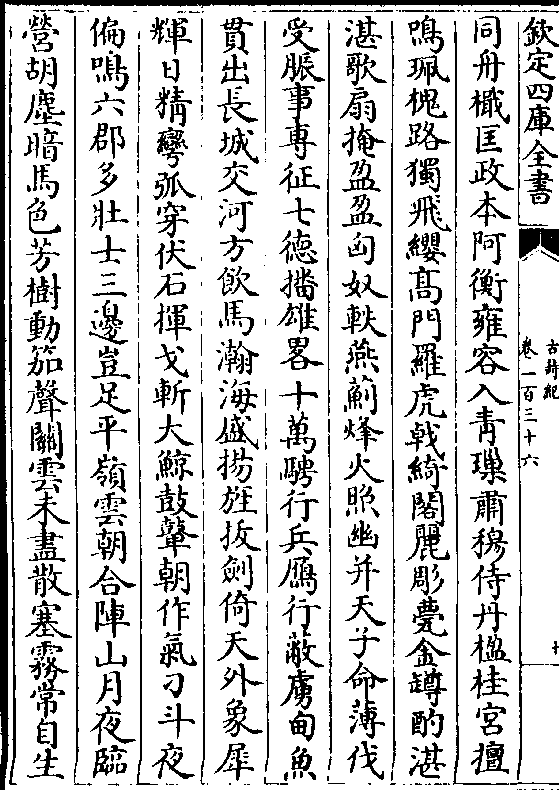 欽定四庫全書
古詩紀
卷一百三十六
十
同舟檝匡政本阿衡雍容入青璅肅穆侍丹楹桂宮擅
鳴珮槐路獨飛纓高門羅虎戟綺閣麗彫甍金罇酌湛
湛歌扇掩盈盈匈奴軼燕薊烽火照幽并天子命薄伐
受脤事專征七德播雄畧十萬騁行兵鴈行蔽虜甸魚
貫出長城交河方飲馬瀚海盛揚旌拔劍倚天外象犀
輝日精彎弧穿伏石揮戈斬大鯨鼓鼙朝作氣刁斗夜
偏鳴六郡多壯士三邊豈足平嶺雲朝合陣山月夜臨
營胡塵暗馬色芳樹動笳聲關雲未盡散塞霧常自生